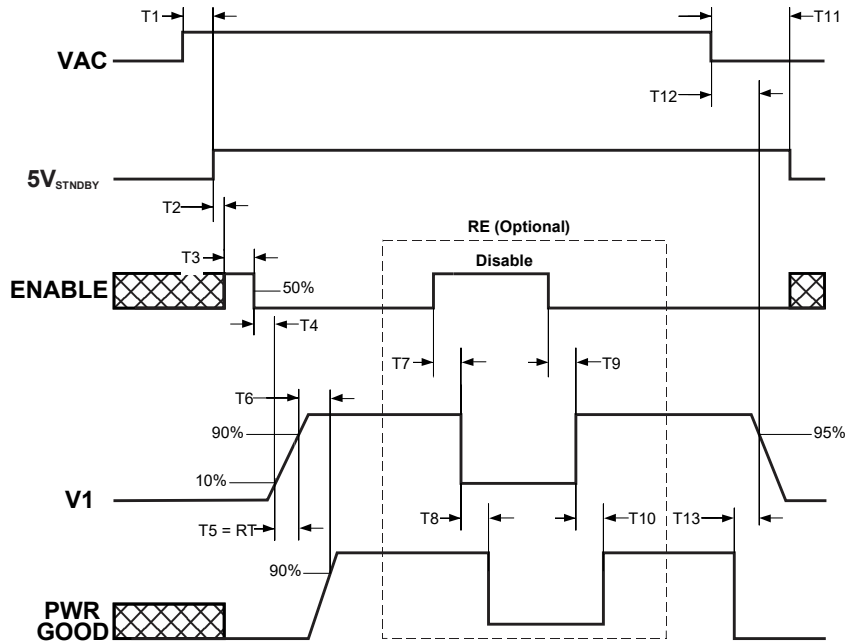 T1
T11
VAC
T12
5VSTNDBY
T2
RE (Optional)
T3
Disable
ENABLE
50%
T4
T7
T9
T6
90%
95%
10%
V1
T8
T10
T13
T5 = RT
90%
PWR
GOOD